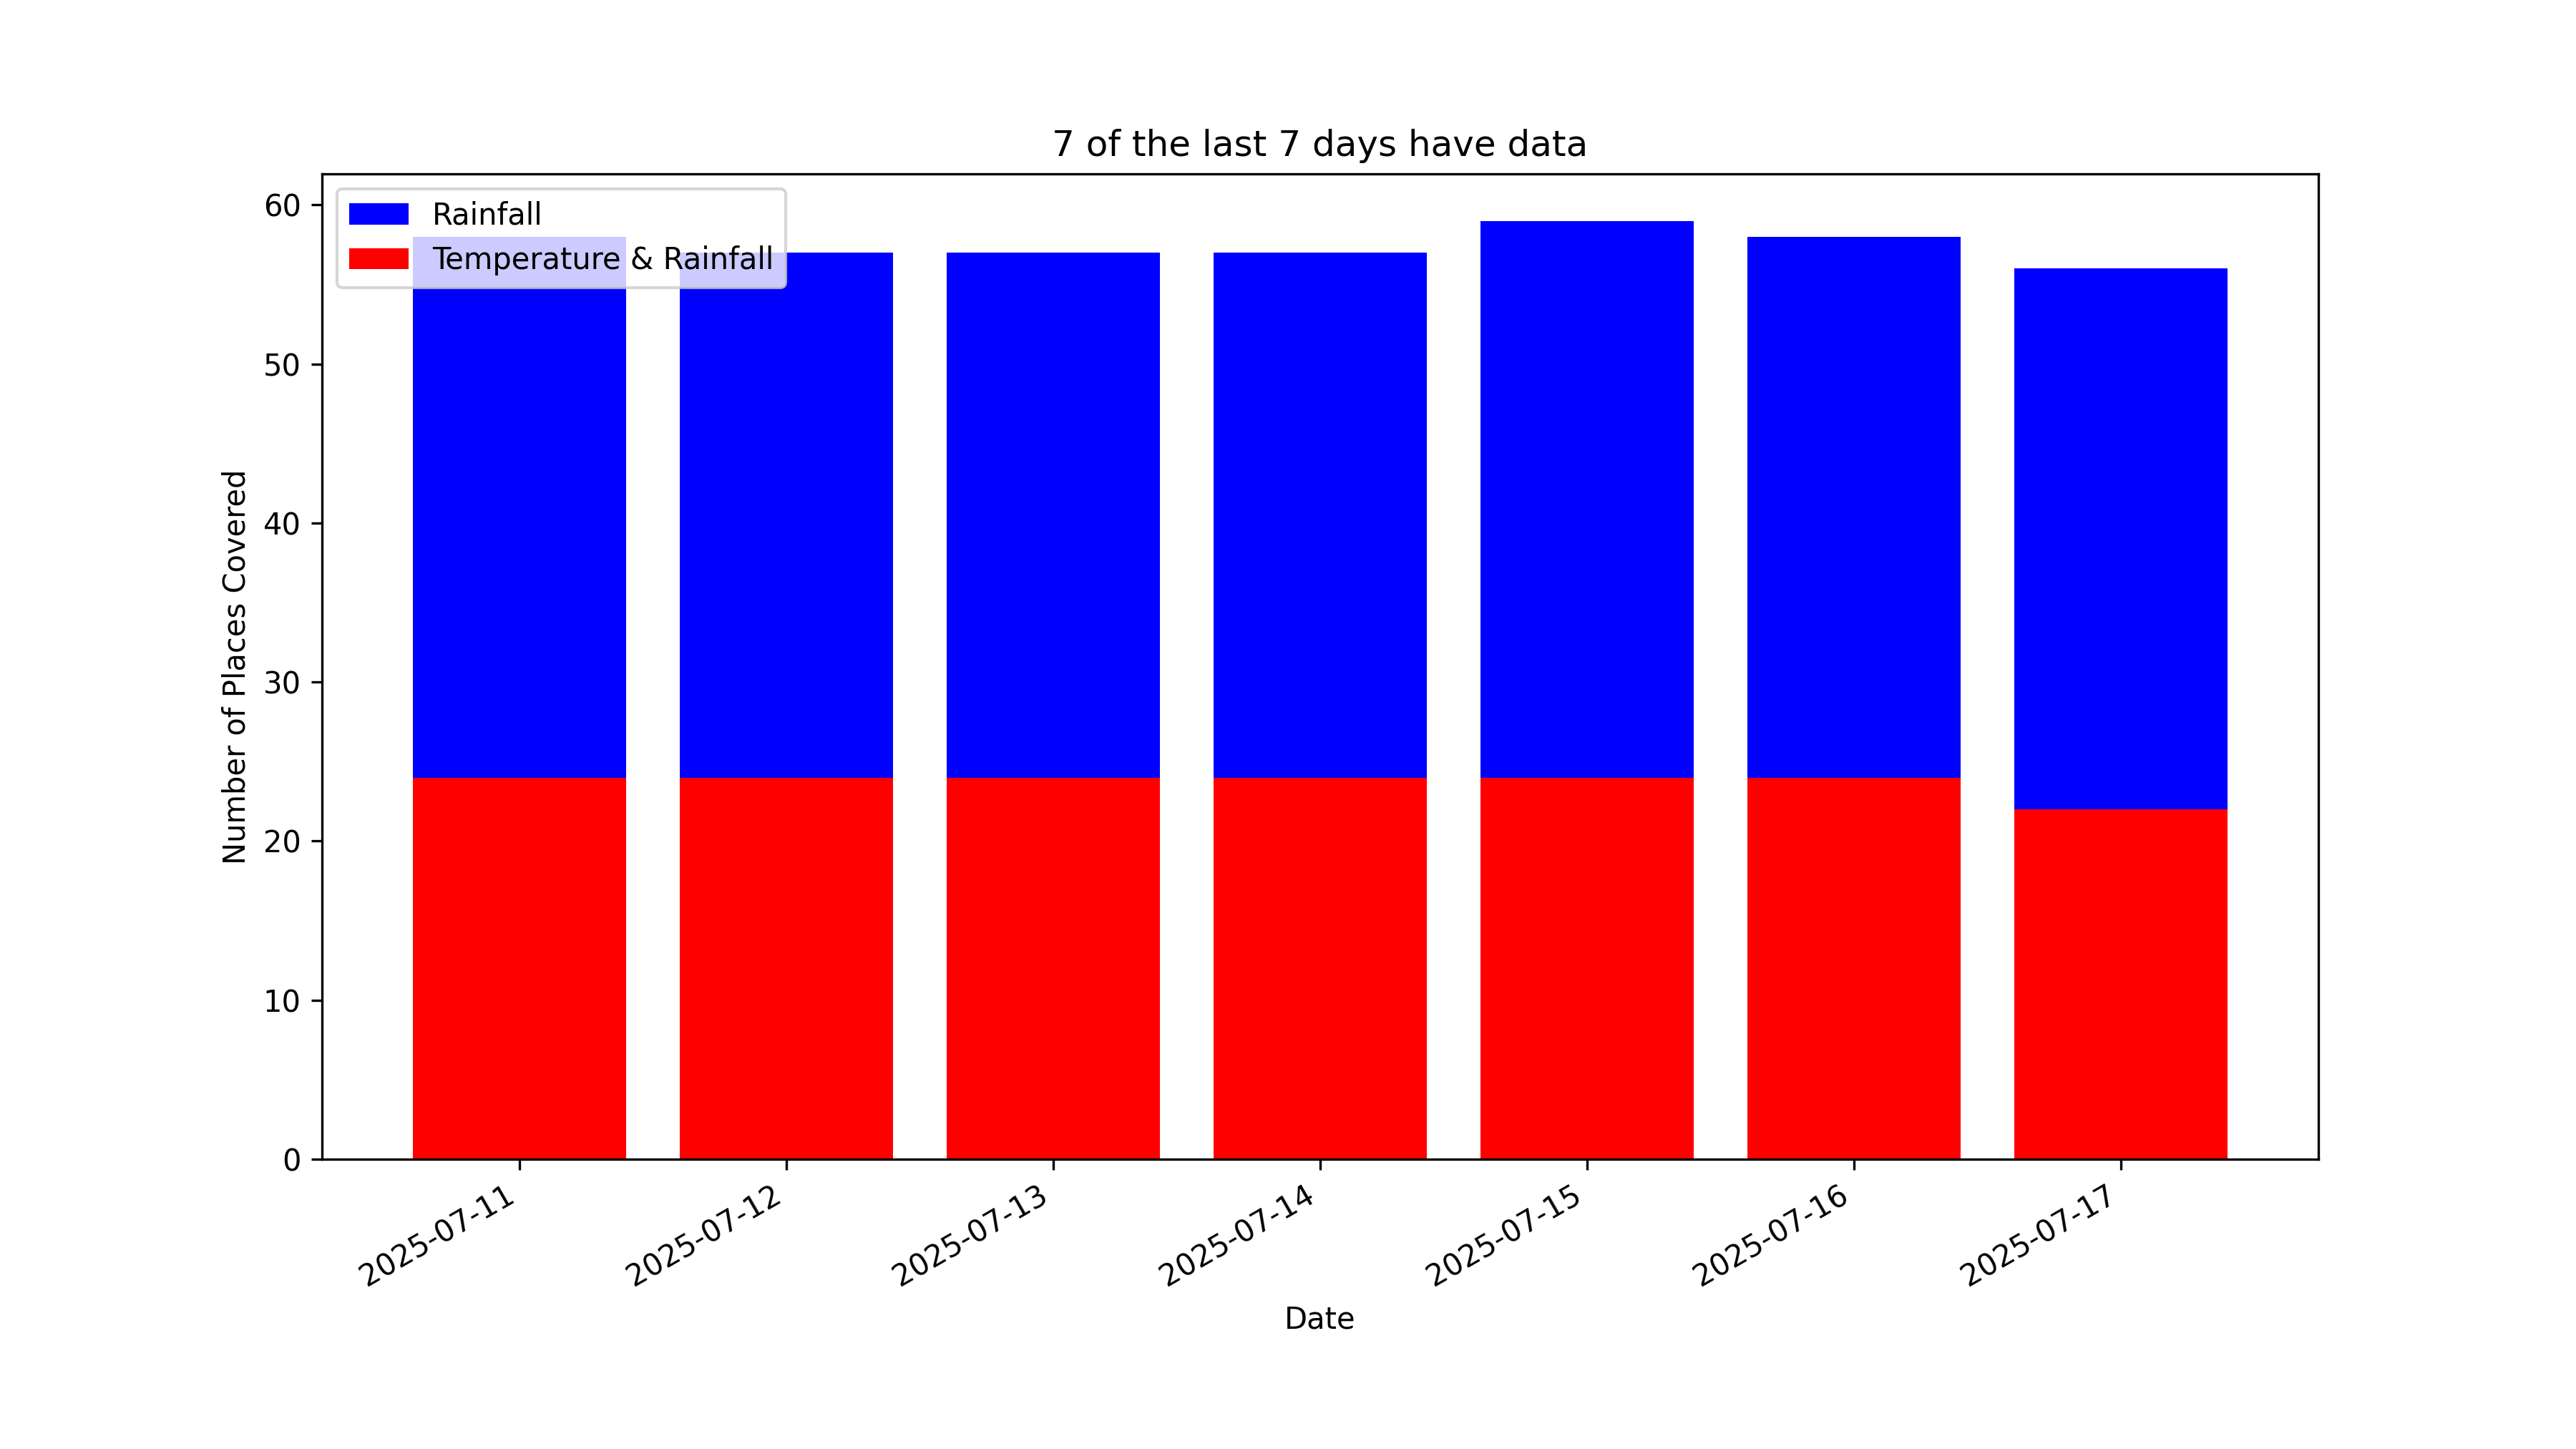 7 of the last 7 days have data
Rainfall
Temperature & Rainfall
Number of Places Covered
60
50
40
30
20
10
0
2025-07-11
2025-07-12
2025-07-13
2025-07-14
2025-07-15
2025-07-16
2025-07-17
Date